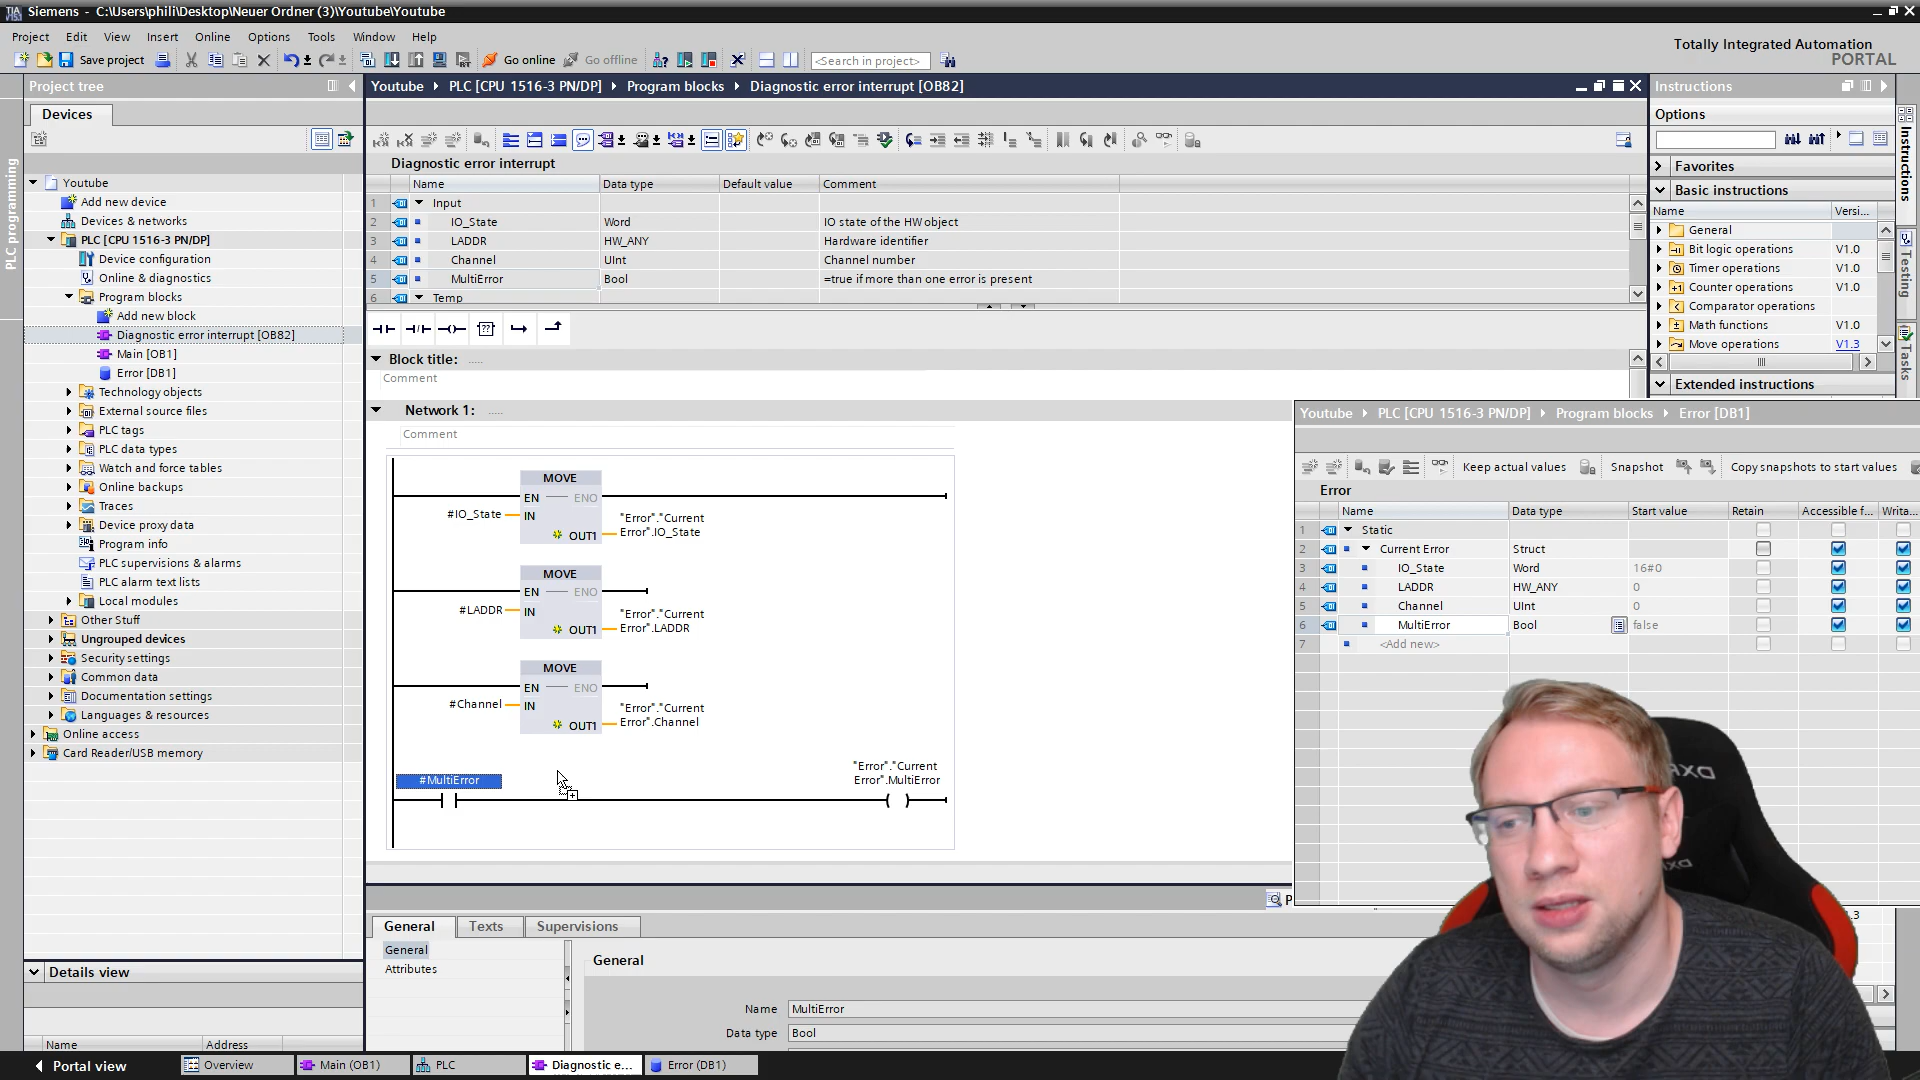 Siemens - C:\Users\phili\Desktop\Neuer Ordner (3)\Youtube\Youtube
Project Edit View Insert Online Options Tools Window Help
Totally Integrated Automation
PORTAL
Save project Go online Go offline <Search in project>
Project tree
Devices
PLC programming
Youtube
Add new device
Devices & networks
PLC [CPU 1516-3 PN/DP]
Device configuration
Online & diagnostics
Program blocks
Add new block
Diagnostic error interrupt [OB82]
Main [OB1]
Error [DB1]
Technology objects
External source files
PLC tags
PLC data types
Watch and force tables
Online backups
Traces
Device proxy data
Program info
PLC supervisions & alarms
PLC alarm text lists
Local modules
Other Stuff
Ungrouped devices
Security settings
Common data
Documentation settings
Languages & resources
Online access
Card Reader/USB memory
Details view
Name Address
Youtube PLC [CPU 1516-3 PN/DP] Program blocks Diagnostic error interrupt [OB82]
Diagnostic error interrupt
Name Data type Default value Comment
1 Input
2 IO_State Word IO state of the HW object
3 LADDR HW_ANY Hardware identifier
4 Channel UInt Channel number
5 MultiError Bool =true if more than one error is present
6 Temp
??
Block title: .....
Comment
Network 1: .....
Comment
MOVE
EN ENO
#IO_State IN
OUT1
"Error"."Current
Error".IO_State
MOVE
EN ENO
#LADDR IN
OUT1
"Error"."Current
Error".LADDR
MOVE
EN ENO
#Channel IN
OUT1
"Error"."Current
Error".Channel
#MultiError
"Error"."Current
Error".MultiError
P
General Texts Supervisions
General
Attributes
General
Name MultiError
Data type Bool
Instructions
Options
Favorites
Basic instructions
Name Versi...
General
Bit logic operations V1.0
Timer operations V1.0
Counter operations V1.0
Comparator operations
Math functions V1.0
Move operations V1.3
Extended instructions
Instructions
Testing
Tasks
Youtube PLC [CPU 1516-3 PN/DP] Program blocks Error [DB1]
Keep actual values Snapshot Copy snapshots to start values
Error
Name Data type Start value Retain Accessible f... Writa...
1 Static
2 Current Error Struct
3 IO_State Word 16#0
4 LADDR HW_ANY 0
5 Channel UInt 0
6 MultiError Bool false
7 <Add new>
.3
Portal view Overview Main (OB1) PLC Diagnostic e... Error (DB1)